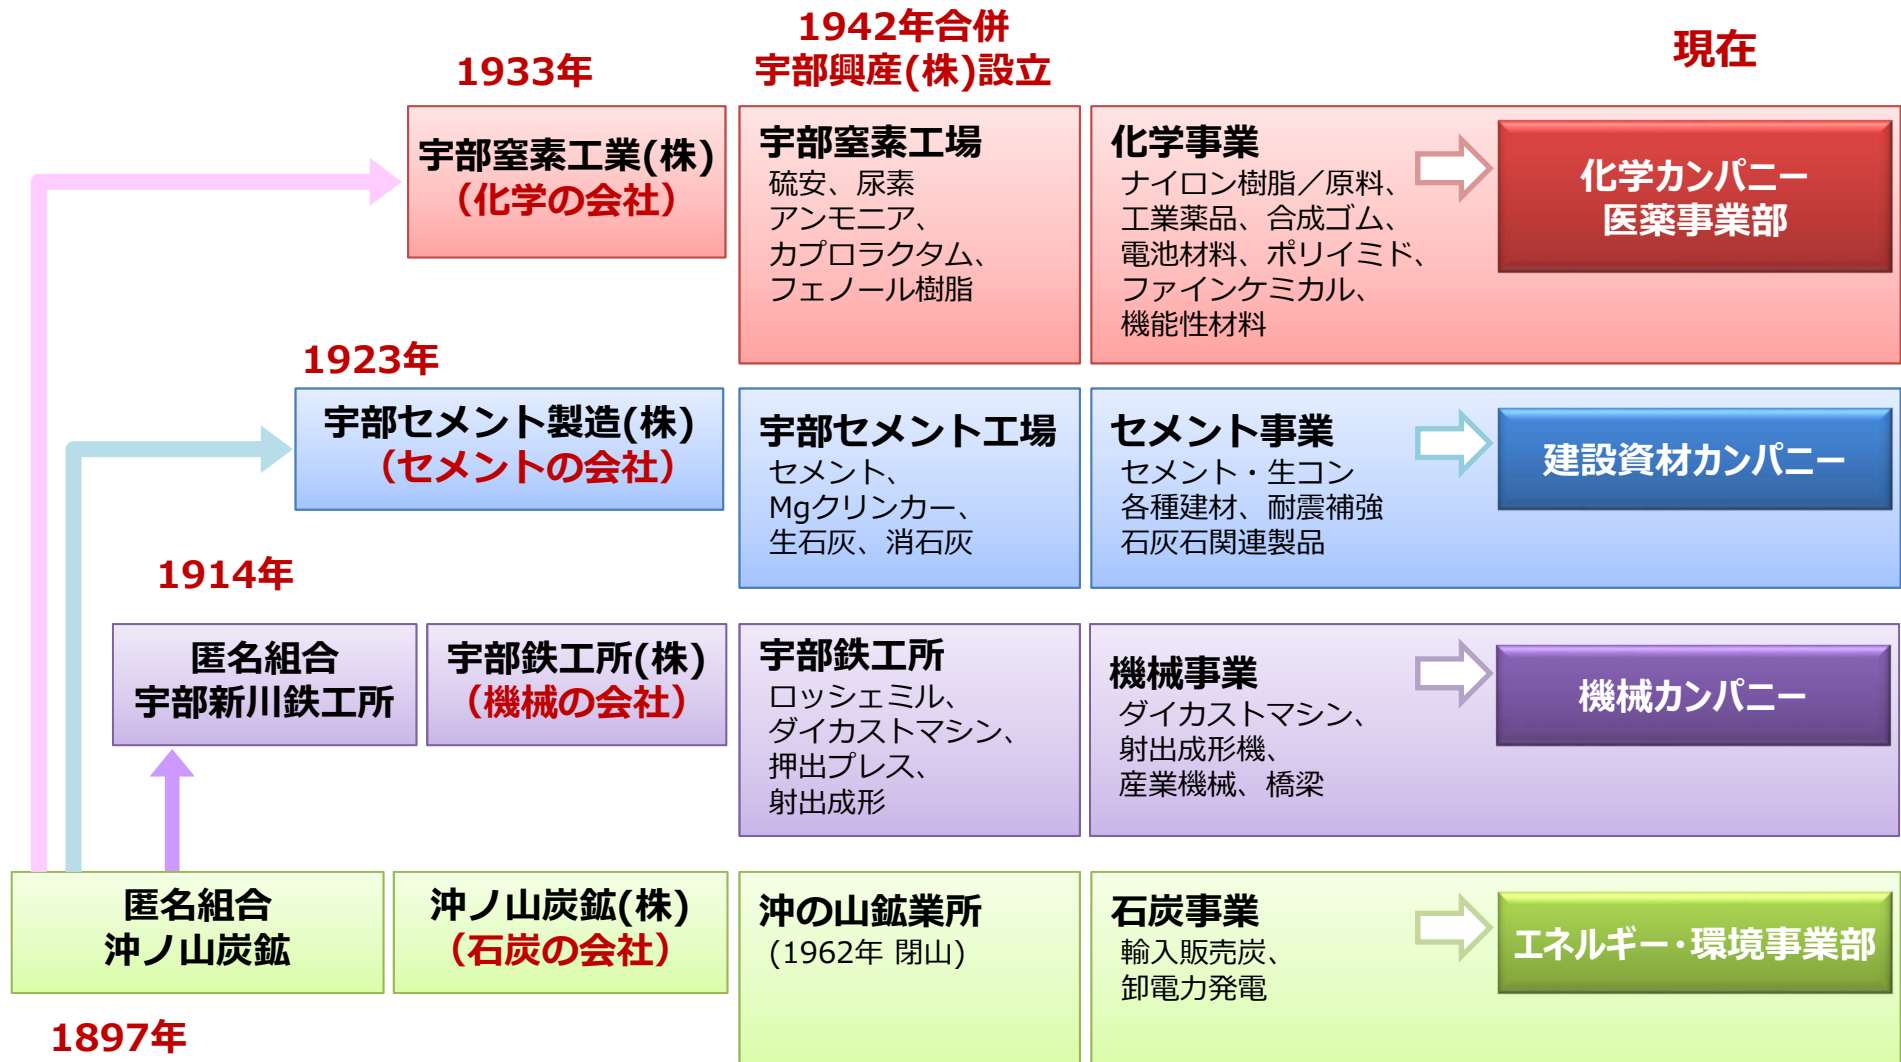 1933年
1942年合併
宇部興産(株)設立
現在
宇部窒素工業(株)
（化学の会社）
宇部窒素工場
硫安、尿素
アンモニア、
カプロラクタム、
フェノール樹脂
化学事業
ナイロン樹脂／原料、
工業薬品、合成ゴム、
電池材料、ポリイミド、
ファインケミカル、
機能性材料
化学カンパニー
医薬事業部
1923年
宇部セメント製造(株)
（セメントの会社）
宇部セメント工場
セメント、
Mgクリンカー、
生石灰、消石灰
セメント事業
セメント・生コン
各種建材、耐震補強
石灰石関連製品
建設資材カンパニー
1914年
匿名組合
宇部新川鉄工所
宇部鉄工所(株)
（機械の会社）
宇部鉄工所
ロッシェミル、
ダイカストマシン、
押出プレス、
射出成形
機械事業
ダイカストマシン、
射出成形機、
産業機械、橋梁
機械カンパニー
匿名組合
沖ノ山炭鉱
沖ノ山炭鉱(株)
（石炭の会社）
沖の山鉱業所
(1962年 閉山)
石炭事業
輸入販売炭、
卸電力発電
エネルギー・環境事業部
1897年